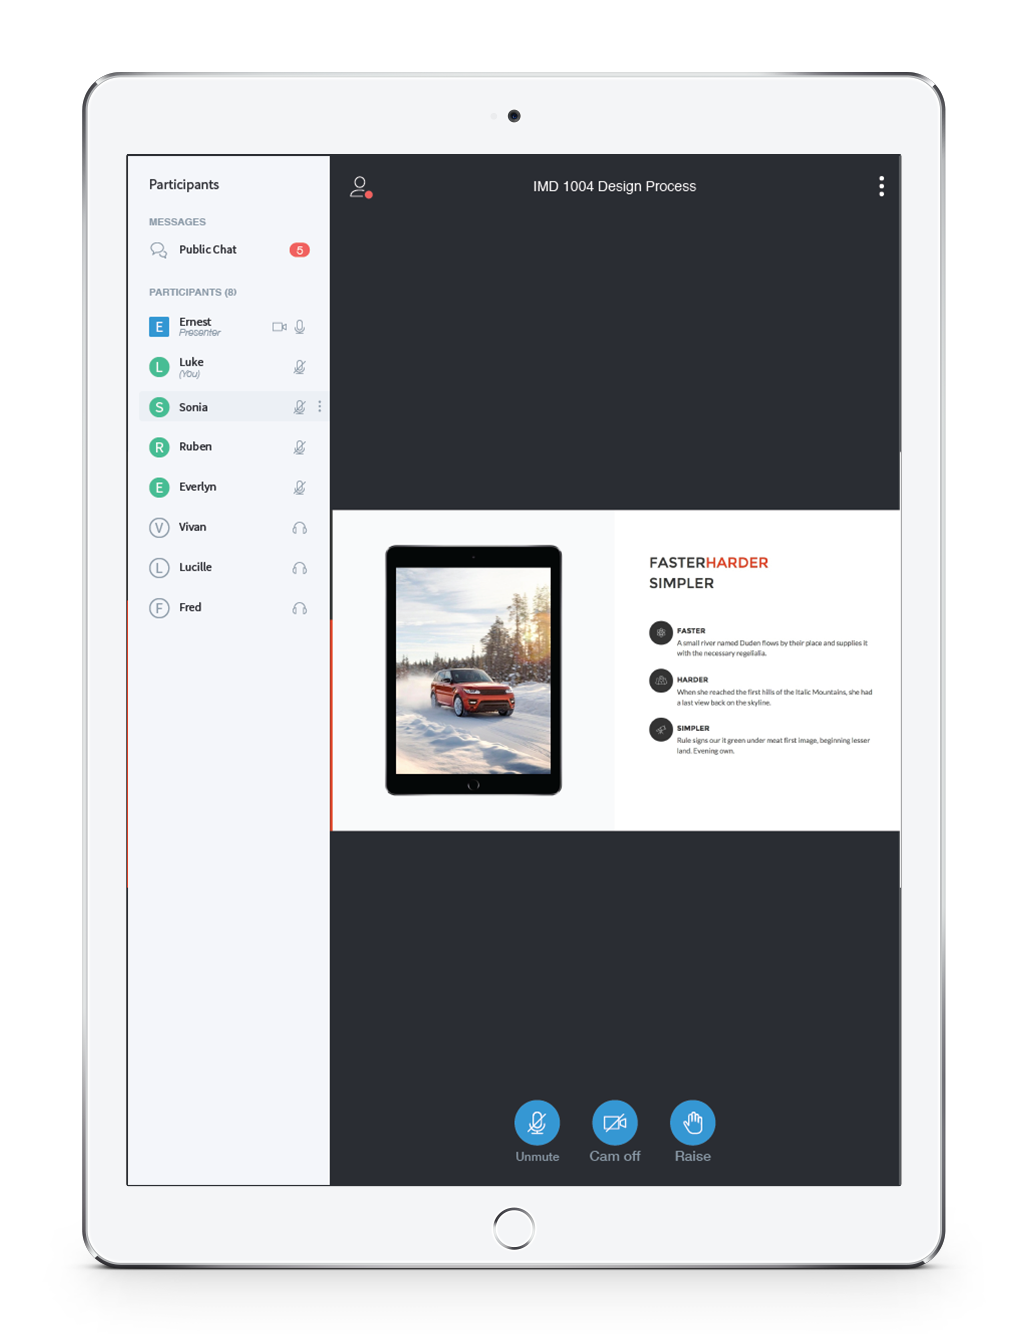 Participants
MESSAGES
Public Chat
5
PARTICIPANTS (8)
E
Ernest
Presenter
L
Luke
(You)
S
Sonia
R
Ruben
E
Everlyn
V
Vivan
L
Lucille
F
Fred
IMD 1004 Design Process
FASTERHARDER
SIMPLER
FASTER
A small river named Duden flows by their place and supplies it
with the necessary regelialia.
HARDER
When she reached the first hills of the Italic Mountains, she had
a last view back on the skyline.
SIMPLER
Rule signs our it green under meat first image, beginning lesser
land. Evening own.
Unmute
Cam off
Raise